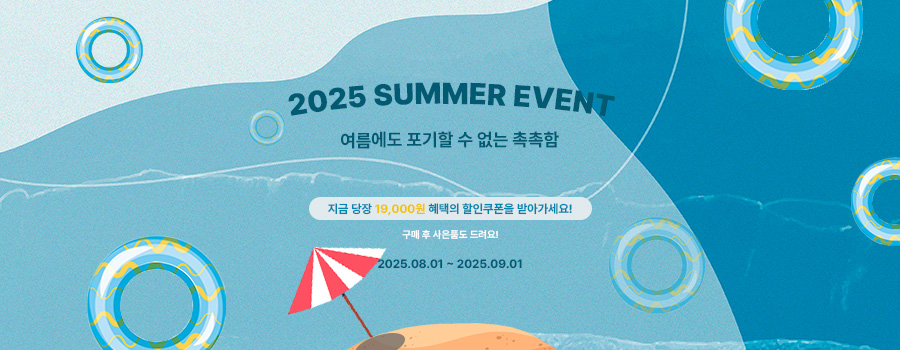 2025 SUMMER EVENT
여름에도 포기할 수 없는 촉촉함
지금 당장 19,000원 혜택의 할인쿠폰을 받아가세요!
구매 후 사은품도 드려요!
2025.08.01 ~ 2025.09.01